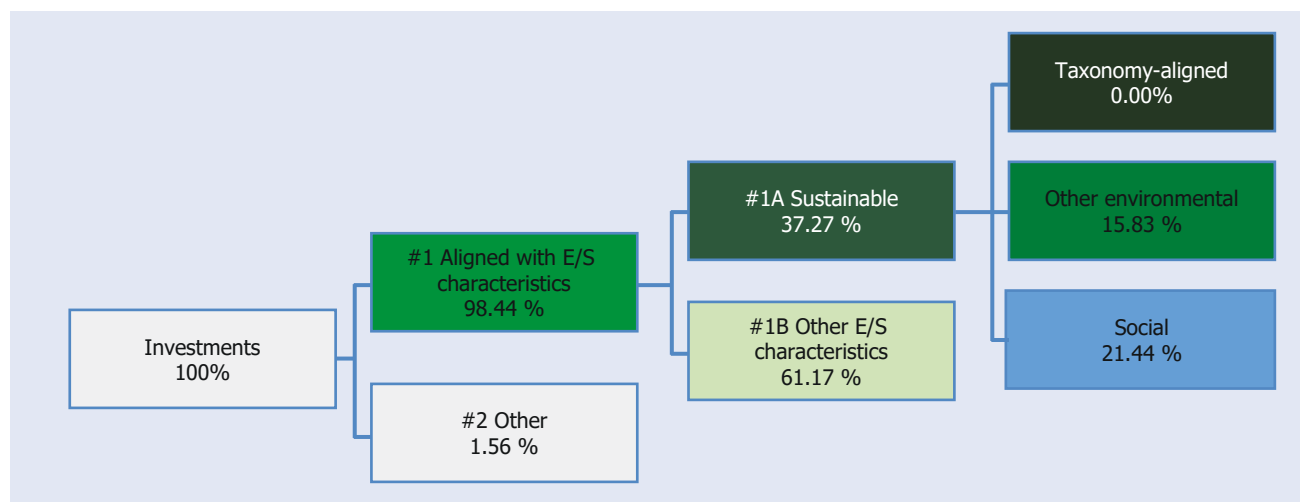 Investments
100%
#1 Aligned with E/S
characteristics
98.44 %
#2 Other
1.56 %
#1A Sustainable
37.27 %
#1B Other E/S
characteristics
61.17 %
Taxonomy-aligned
0.00%
Other environmental
15.83 %
Social
21.44 %